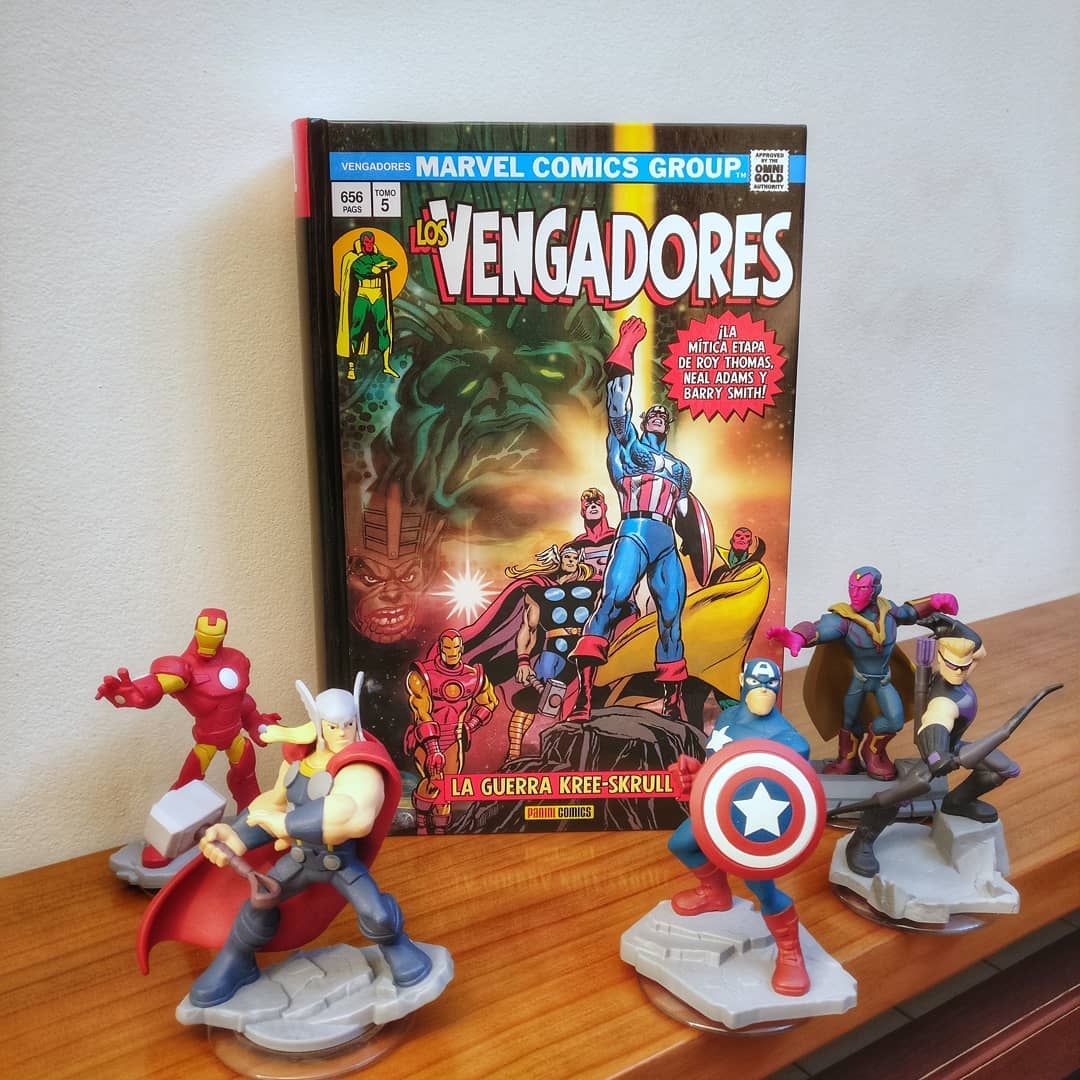 VENGADORES MARVEL COMICS GROUP™
APPROVED
BY THE
OMNI
GOLD
AUTHORITY
656
PAGS
TOMO
5
LOS
VENGADORES
¡LA
MÍTICA ETAPA
DE ROY THOMAS,
NEAL ADAMS Y
BARRY SMITH!
LA GUERRA KREE-SKRULL
PANINI COMICS
A